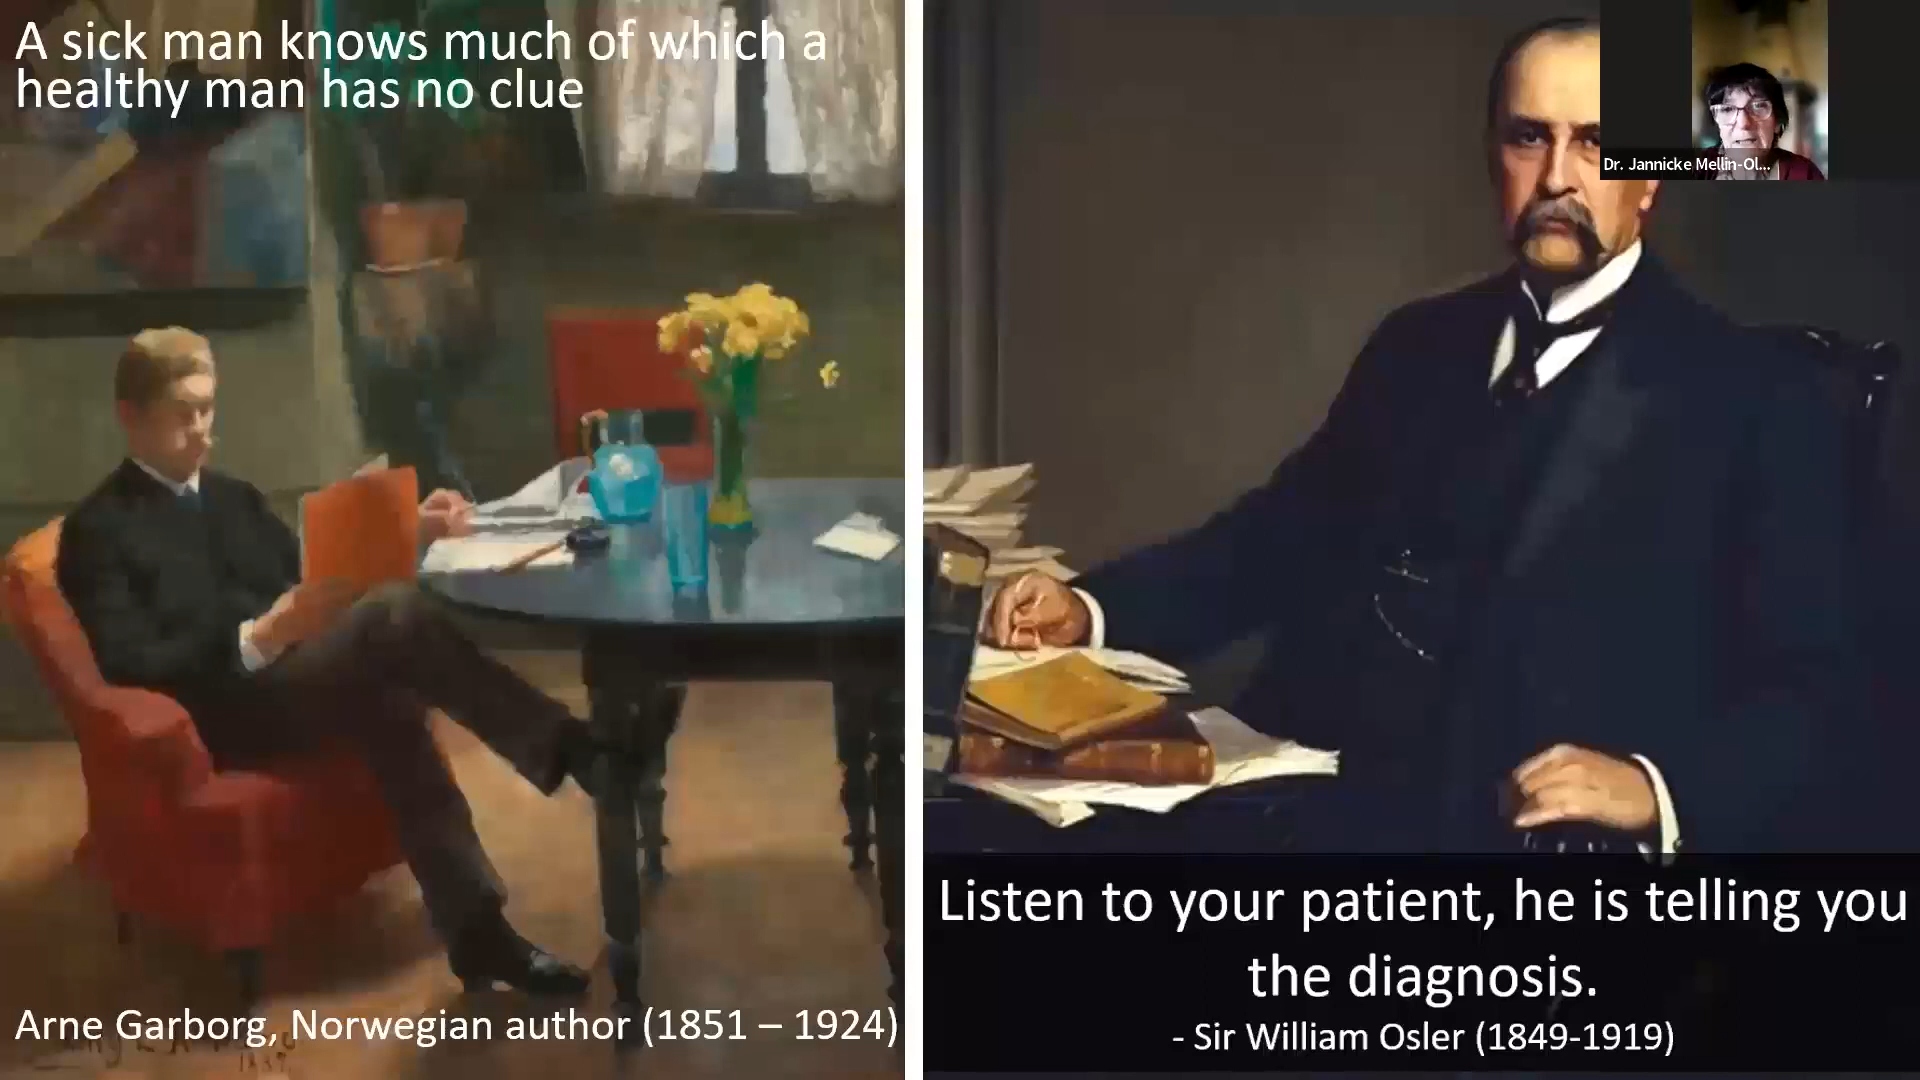 A sick man knows much of which a
healthy man has no clue
Arne Garborg, Norwegian author (1851 – 1924)
1887.
Dr. Jannicke Mellin-Ol...
Listen to your patient, he is telling you
the diagnosis.
- Sir William Osler (1849-1919)